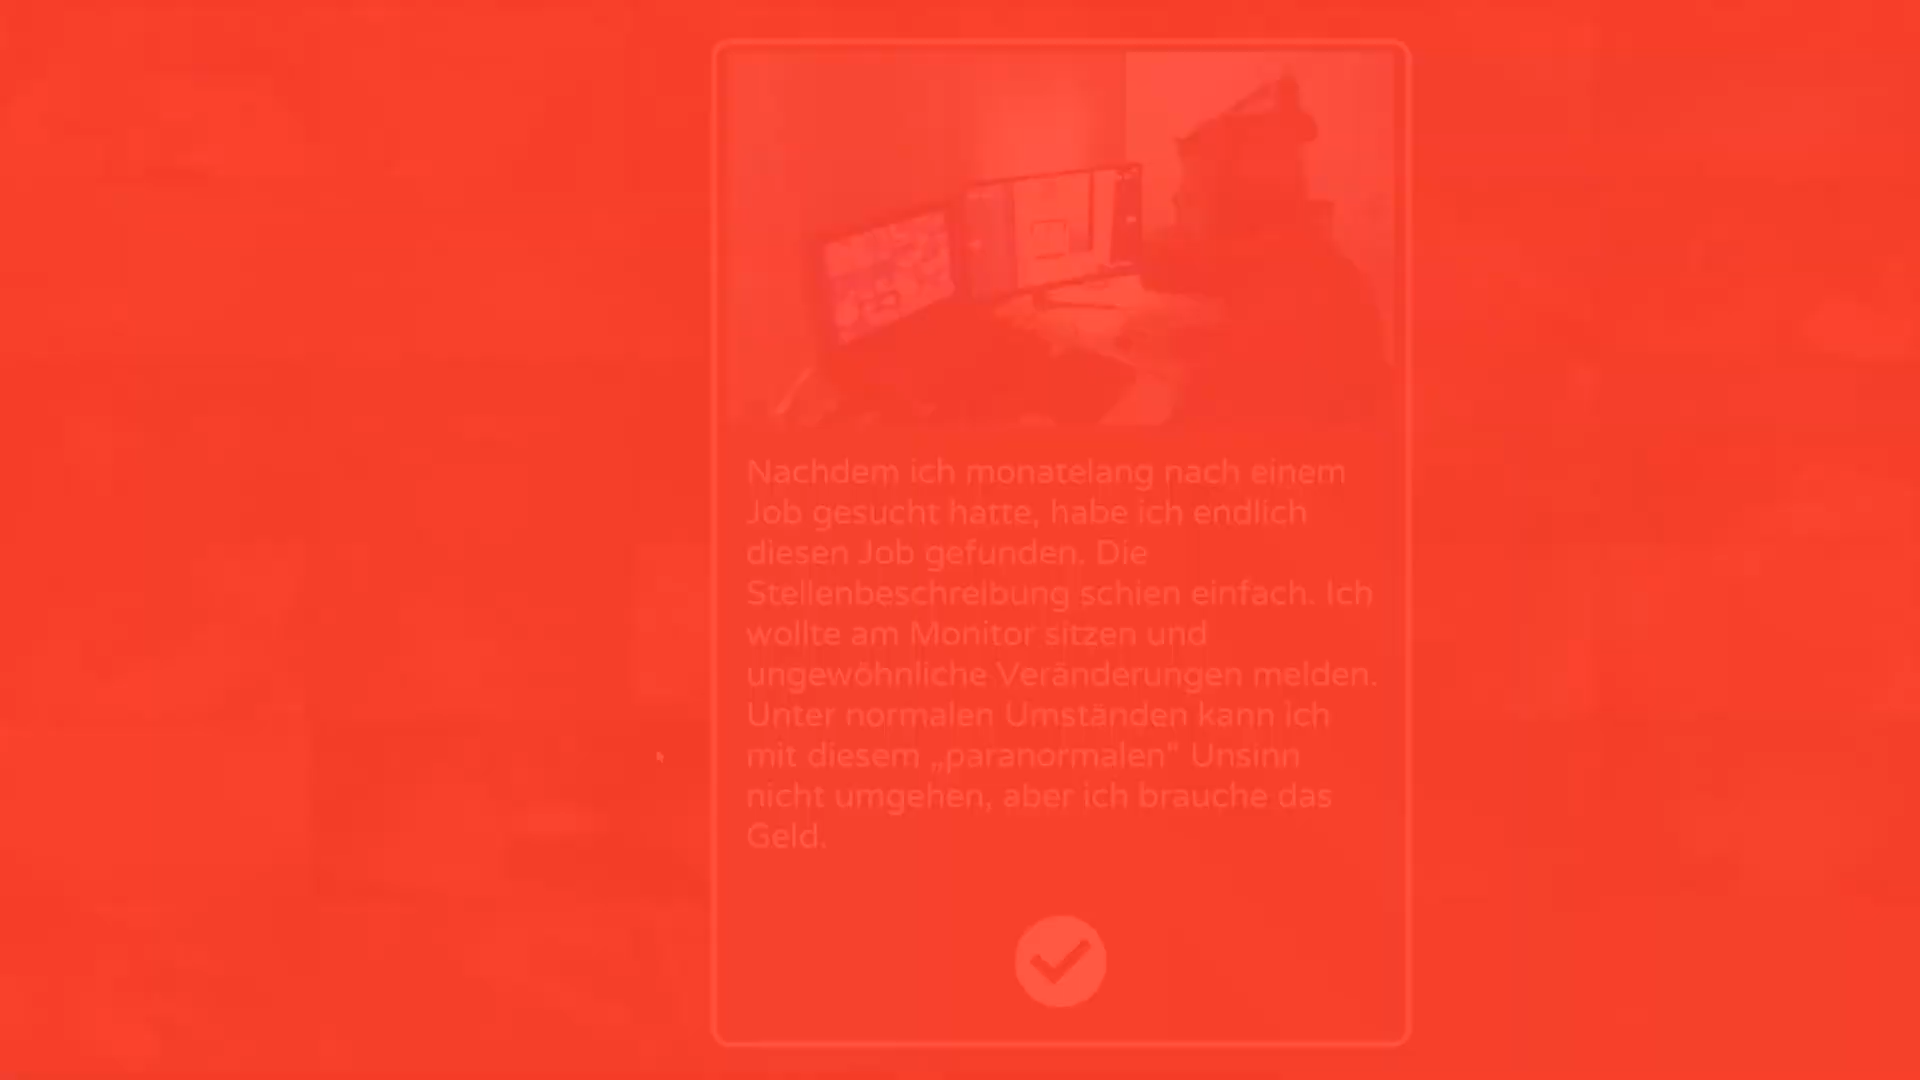 Nachdem ich monatelang nach einem
Job gesucht hatte, habe ich endlich
diesen Job gefunden. Die
Stellenbeschreibung schien einfach. Ich
wollte am Monitor sitzen und
ungewöhnliche Veränderungen melden.
Unter normalen Umständen kann ich
mit diesem „paranormalen" Unsinn
nicht umgehen, aber ich brauche das
Geld.